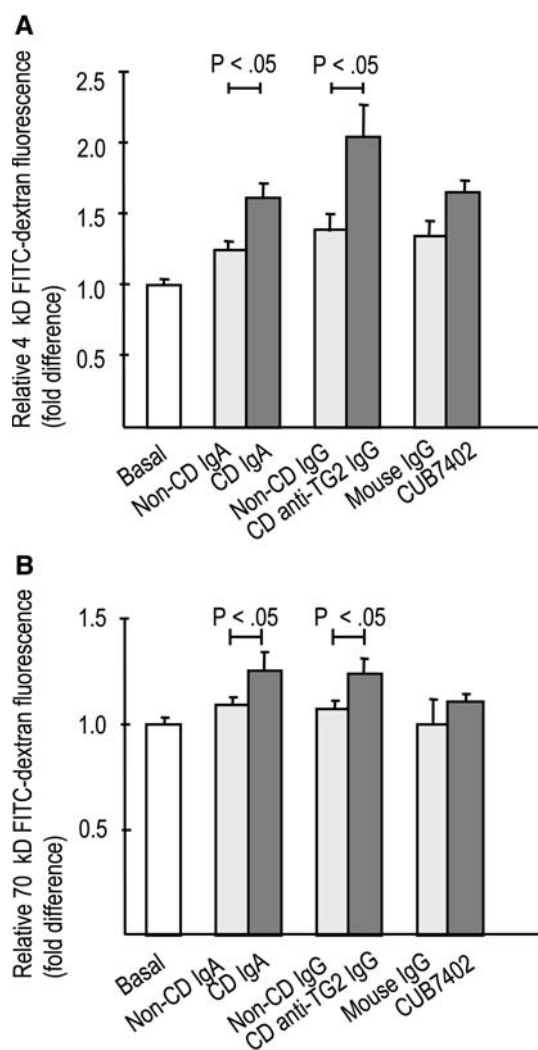 A
Relative 4 kD FITC-dextran fluorescence
(fold difference)
2.5
2.0
1.5
1.0
0.5
P < .05
P < .05
Basal
Non-CD IgA
CD IgA
Non-CD IgG
CD anti-TG2 IgG
Mouse IgG
CUB7402
B
Relative 70 kD FITC-dextran fluorescence
(fold difference)
1.5
1.0
0.5
P < .05
P < .05
Basal
Non-CD IgA
CD IgA
Non-CD IgG
CD anti-TG2 IgG
Mouse IgG
CUB7402